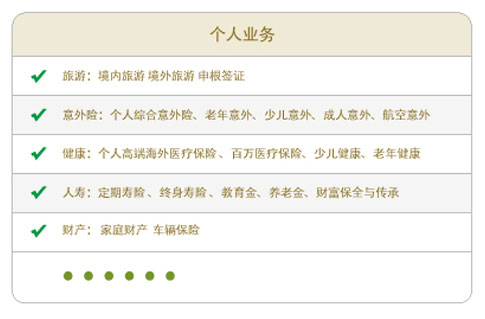 个人业务
旅游：境内旅游 境外旅游 申根签证
意外险：个人综合意外险、老年意外、少儿意外、成人意外、航空意外
健康：个人高端海外医疗保险、百万医疗保险、少儿健康、老年健康
人寿：定期寿险、终身寿险、教育金、养老金、财富保全与传承
财产：家庭财产 车辆保险